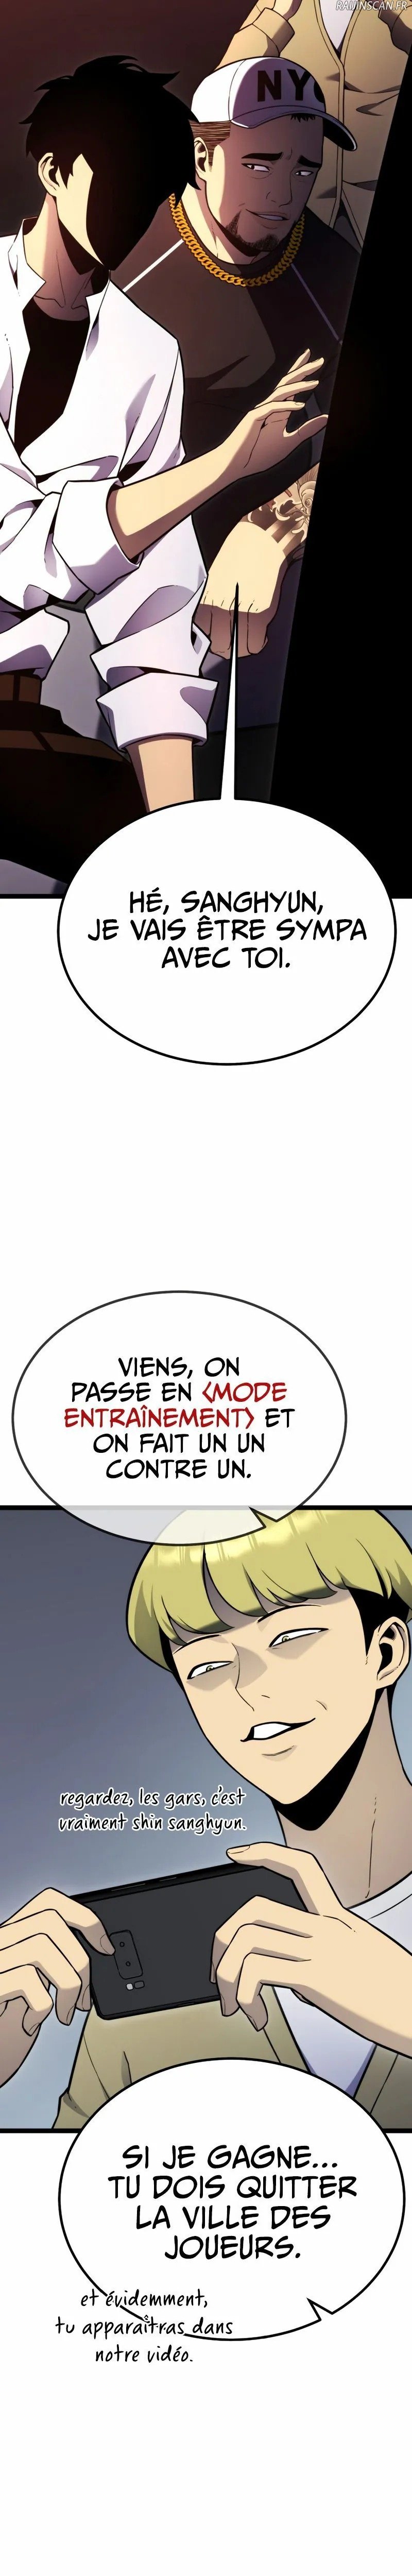 RAIJINSCAN.FR
NY
HÉ, SANGHYUN,
JE VAIS ÊTRE SYMPA
AVEC TOI.
VIENS, ON
PASSE EN <MODE
ENTRAÎNEMENT> ET
ON FAIT UN UN
CONTRE UN.
regardez, les gars, c'est
vraiment shin sanghyun.
SI JE GAGNE...
TU DOIS QUITTER
LA VILLE DES
JOUEURS.
et évidemment,
tu apparaîtras dans
notre vidéo.